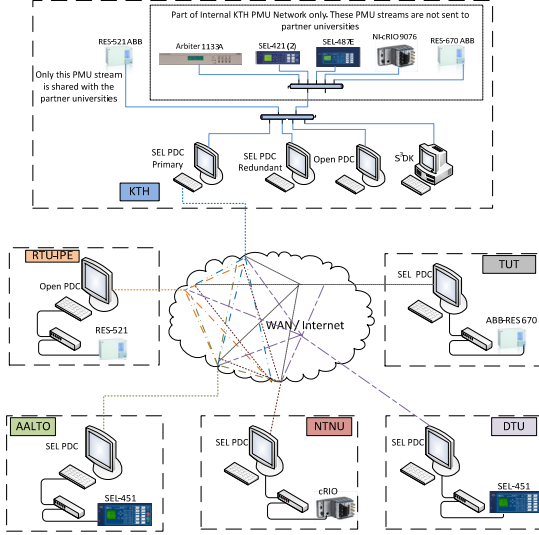 Part of Internal KTH PMU Network only. These PMU streams are not sent to
partner universities
RES-521 ABB
Arbiter 1133A
SEL-421 (2)
SEL-487E
NI-cRIO 9076
RES-670 ABB
Only this PMU stream
is shared with the
partner universities
SEL PDC
Primary
SEL PDC
Redundant
Open PDC
S3DK
KTH
RTU-IPE
Open PDC
RES-521
WAN / Internet
TUT
SEL PDC
ABB-RES 670
AALTO
SEL PDC
SEL-451
NTNU
SEL PDC
cRIO
DTU
SEL PDC
SEL-451